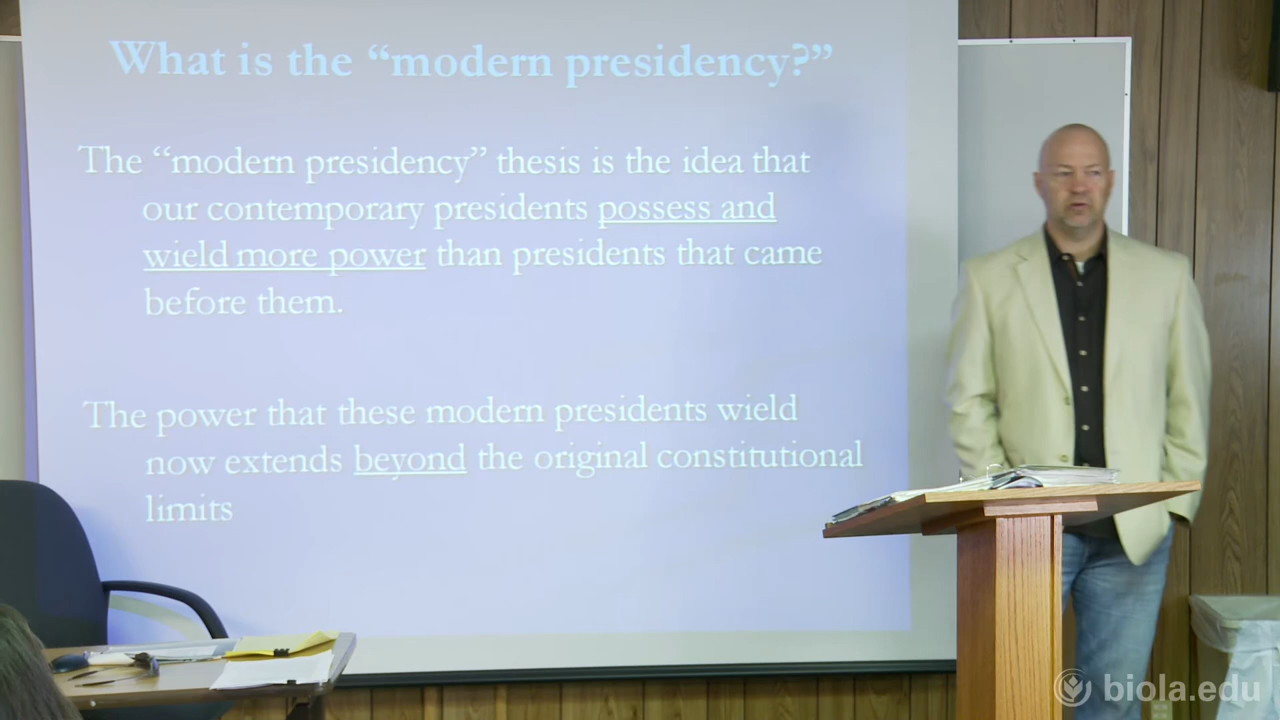 What is the “modern presidency?”
The “modern presidency” thesis is the idea that
our contemporary presidents possess and
wield more power than presidents that came
before them.
The power that these modern presidents wield
now extends beyond the original constitutional
limits
biola.edu